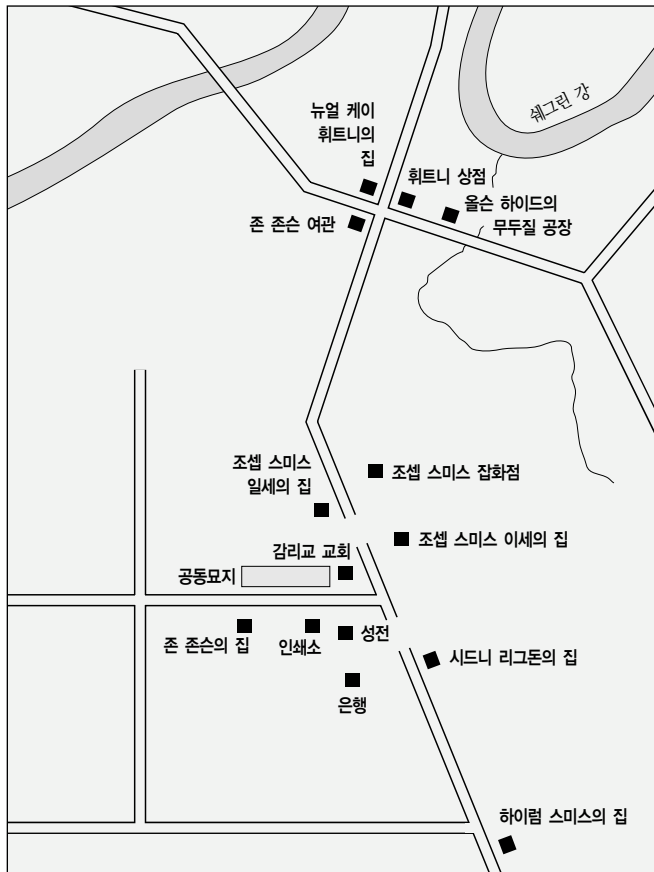 쉐그린 강
뉴얼 케이
휘트니의
집
휘트니 상점
올슨 하이드의
무두질 공장
존 존슨 여관
조셉 스미스
일세의 집
조셉 스미스 잡화점
조셉 스미스 이세의 집
감리교 교회
공동묘지
존 존슨의 집
인쇄소
성전
시드니 리그돈의 집
은행
하이럼 스미스의 집